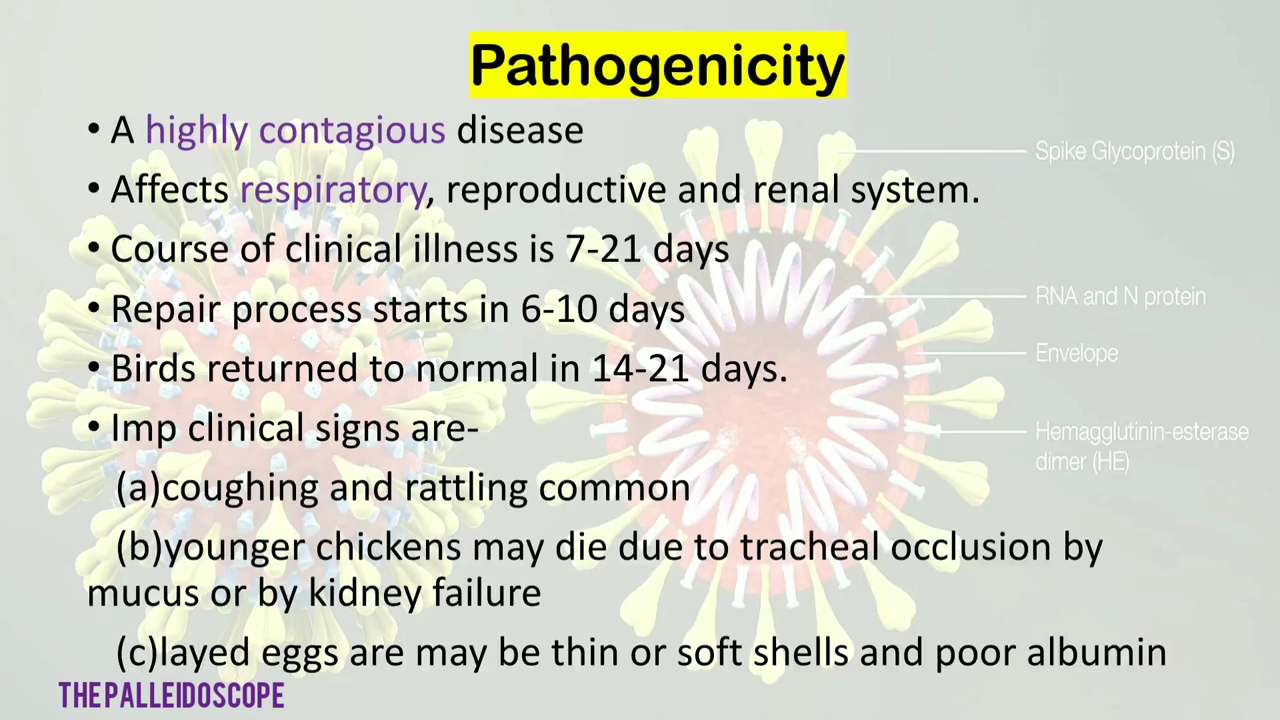 Pathogenicity
• A highly contagious disease
• Affects respiratory, reproductive and renal system.
• Course of clinical illness is 7-21 days
• Repair process starts in 6-10 days
• Birds returned to normal in 14-21 days.
• Imp clinical signs are-
(a)coughing and rattling common
(b)younger chickens may die due to tracheal occlusion by
mucus or by kidney failure
(c)layed eggs are may be thin or soft shells and poor albumin
Spike Glycoprotein (S)
RNA and N protein
Envelope
Hemagglutinin-esterase
dimer (HE)
THEPALLEIDOSCOPE